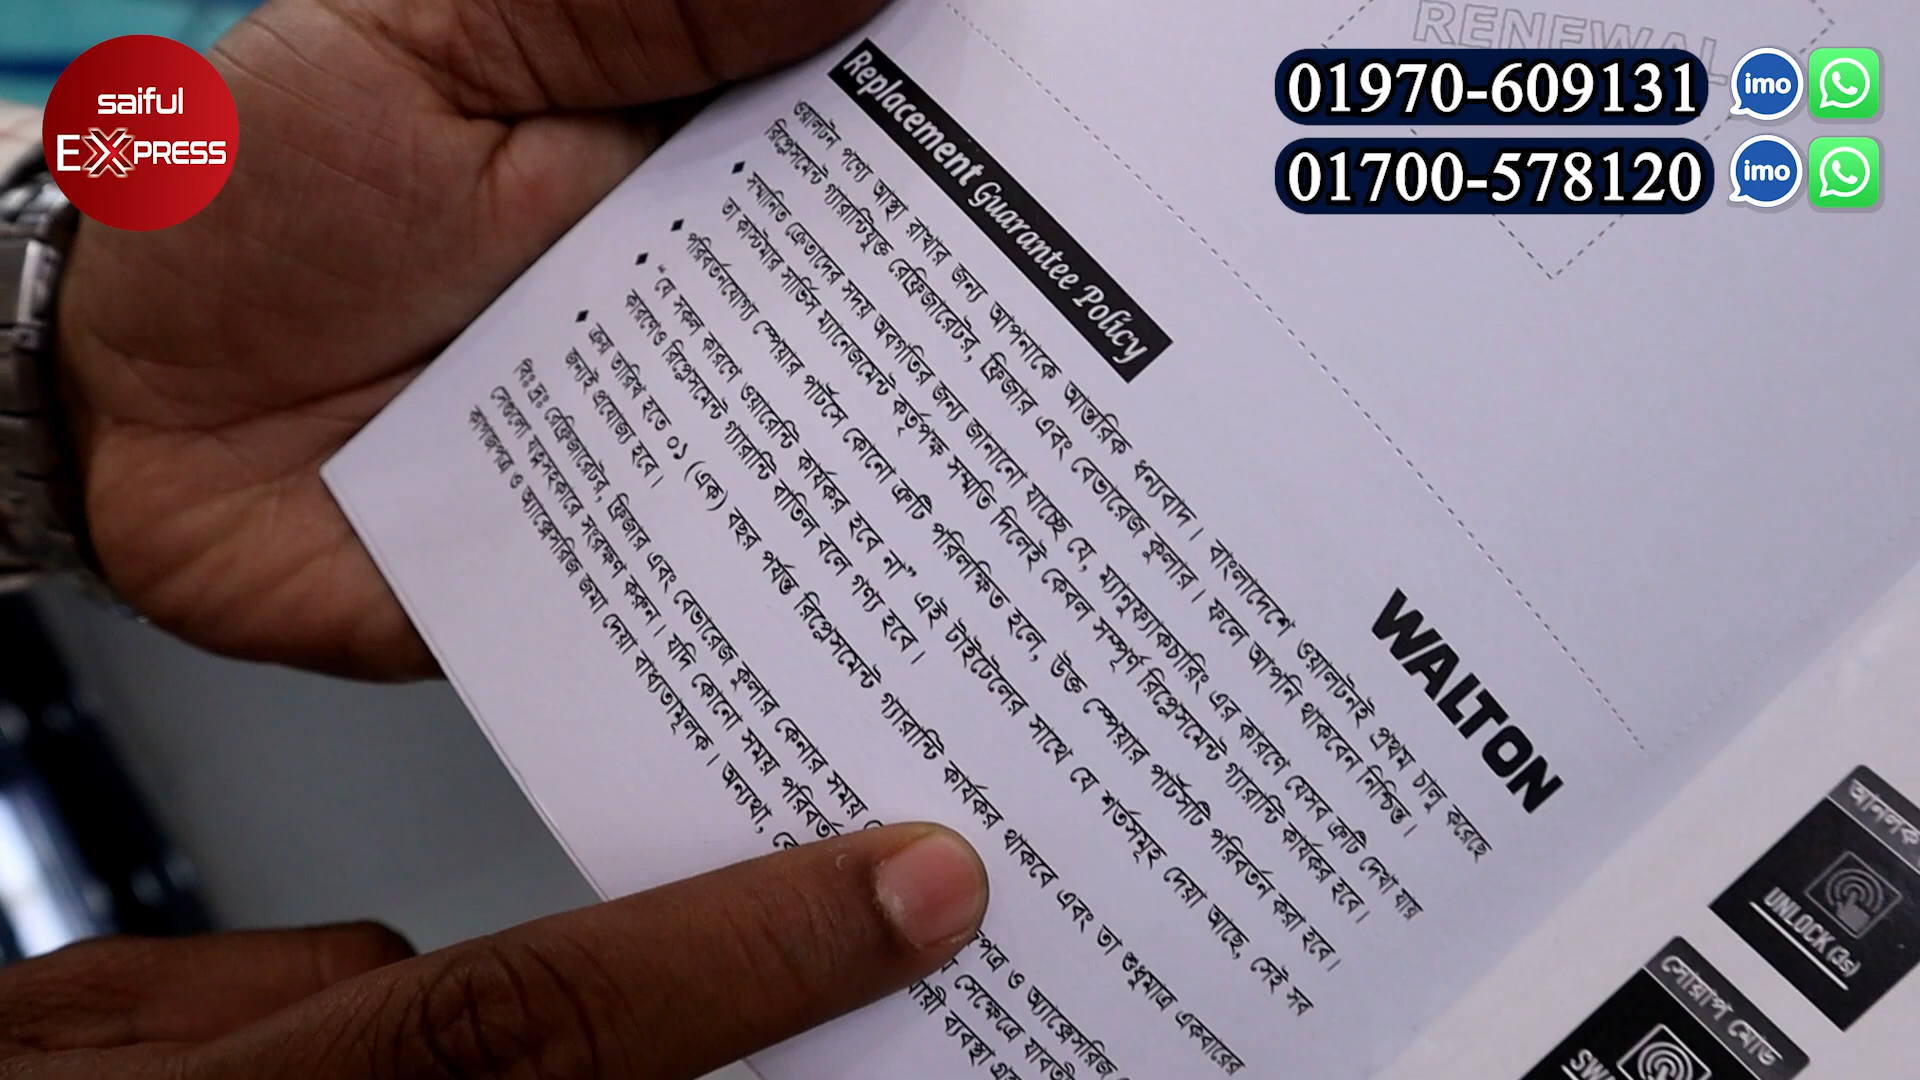 saiful
EXPRESS
01970-609131
imo
01700-578120
imo
RENEWAL
Replacement Guarantee Policy
WALTON
ওয়ালটন পণ্যে আস্থা রাখার জন্য আপনাকে আন্তরিক ধন্যবাদ। বাংলাদেশে ওয়ালটনই প্রথম চালু করেছে
রিপ্লেসমেন্ট গ্যারান্টিযুক্ত রেফ্রিজারেটর, ফ্রিজার এবং বেভারেজ কুলার। ফলে আপনি থাকবেন নিশ্চিন্ত।
◆ সম্মানিত ক্রেতাদের সদয় অবগতির জন্য জানানো যাচ্ছে যে, ম্যানুফ্যাকচারিং এর কারণে যেসব ত্রুটি দেখা যায়
তা কাস্টমার সার্ভিস ম্যানেজমেন্ট কর্তৃপক্ষ সম্মতি দিলেই কেবল সম্পূর্ণ রিপ্লেসমেন্ট গ্যারান্টি কার্যকর হবে।
◆ পরিবর্তনযোগ্য স্পেয়ার পার্টসে কোনো ত্রুটি পরিলক্ষিত হলে, উক্ত স্পেয়ার পার্টসটি পরিবর্তন করা হবে।
◆ “যে সকল কারণে ওয়ারেন্টি কার্যকর হবে না” এই টাইটেলের সাথে যে শর্তসমূহ দেয়া আছে, সেই সব
কারণেও রিপ্লেসমেন্ট গ্যারান্টি বাতিল বলে গণ্য হবে।
◆ ক্রয় তারিখ হতে ০১ (এক) বছর পর্যন্ত রিপ্লেসমেন্ট গ্যারান্টি কার্যকর থাকবে এবং তা শুধুমাত্র একবারের
জন্যই প্রযোজ্য হবে।
বিঃ দ্রঃ রেফ্রিজারেটর, ফ্রিজার এবং বেভারেজ কুলার কেনার সময় পত্র ও অ্যাক্সেসরিজ
সেগুলো যত্নসহকারে সংরক্ষণ করুন। যদি কোনো সময় সেক্ষেত্রে যাবতীয়
কাগজপত্র ও অ্যাক্সেসরিজ জমা দেয়া বাধ্যতামূলক। অন্যথা, ব্যবস্থা
UNLOCK (3s)